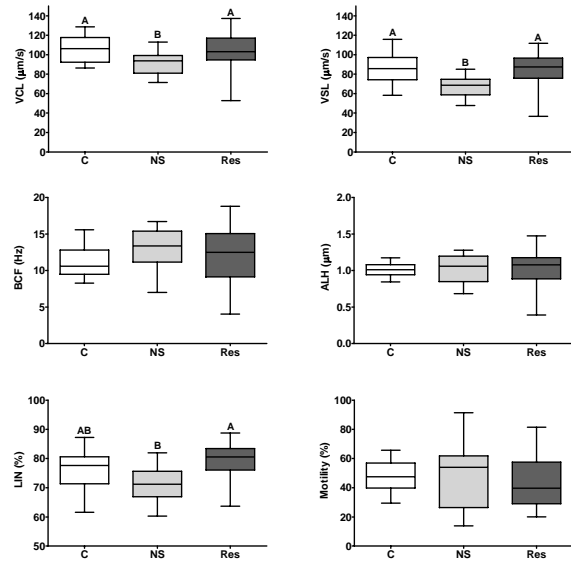 VCL (µm/s)
140
120
100
80
60
40
20
0
A
B
A
C NS Res
VSL (µm/s)
140
120
100
80
60
40
20
0
A
B
A
C NS Res
BCF (Hz)
20
15
10
5
0
C NS Res
ALH (µm)
2.0
1.5
1.0
0.5
0.0
C NS Res
LIN (%)
100
90
80
70
60
50
AB
B
A
C NS Res
Motility (%)
100
80
60
40
20
0
C NS Res